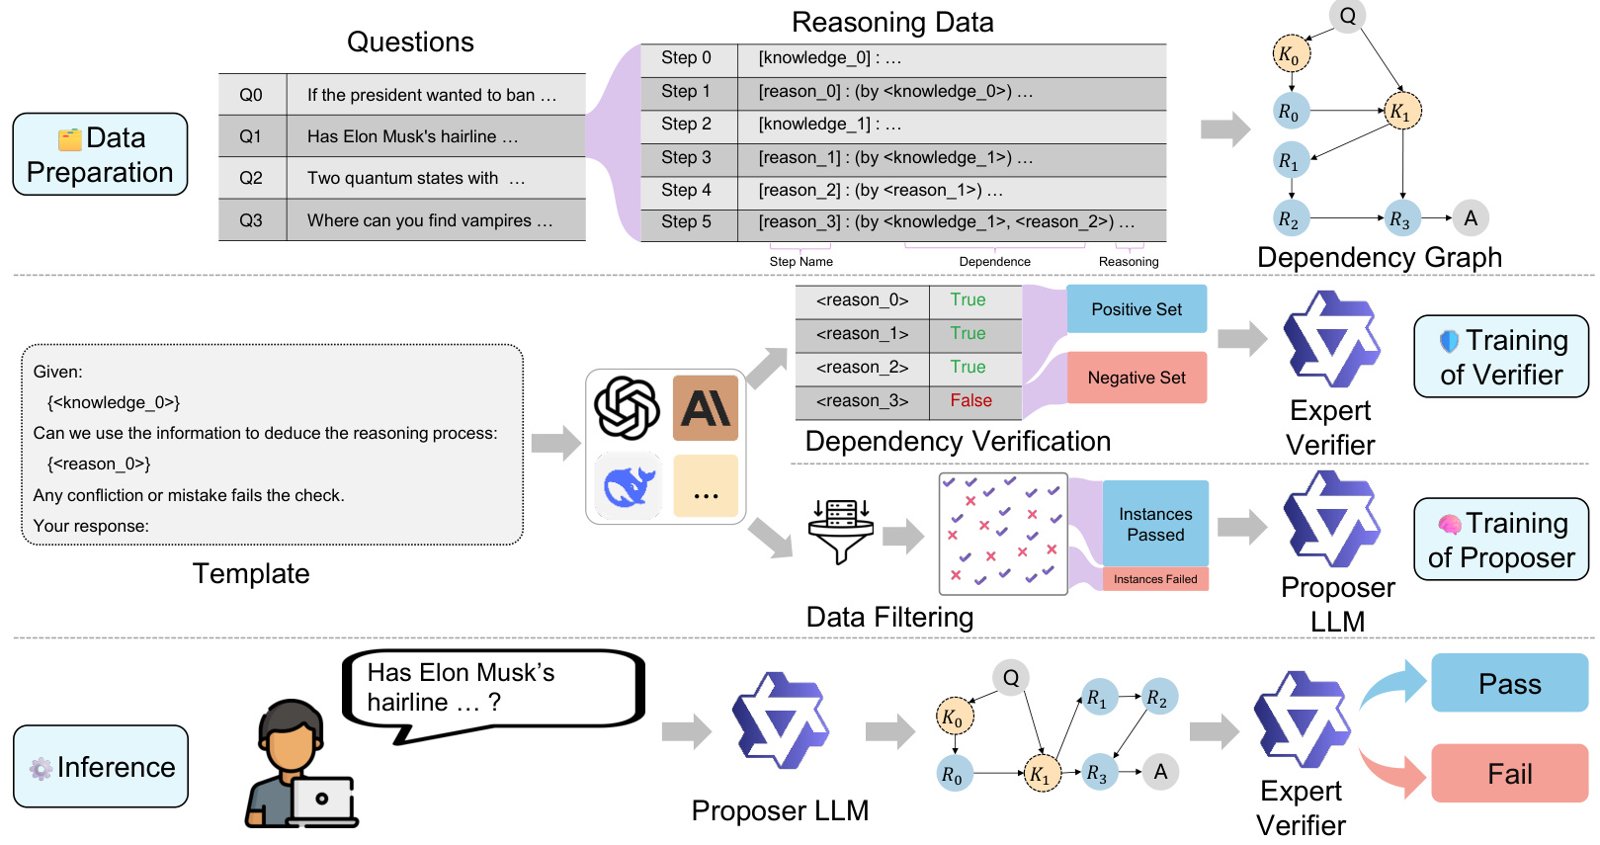 Questions
Q0 If the president wanted to ban …
Q1 Has Elon Musk's hairline …
Q2 Two quantum states with …
Q3 Where can you find vampires …
Reasoning Data
Step 0 [knowledge_0] : …
Step 1 [reason_0] : (by <knowledge_0>) …
Step 2 [knowledge_1] : …
Step 3 [reason_1] : (by <knowledge_1>) …
Step 4 [reason_2] : (by <reason_1>) …
Step 5 [reason_3] : (by <knowledge_1>, <reason_2>) …
Step Name Dependence Reasoning
Data
Preparation
Q
K0
R0 K1
R1
R2 R3 A
Dependency Graph
Given:
{<knowledge_0>}
Can we use the information to deduce the reasoning process:
{<reason_0>}
Any confliction or mistake fails the check.
Your response:
Template
A\
...
<reason_0> True
<reason_1> True
<reason_2> True
<reason_3> False
Dependency Verification
Positive Set
Negative Set
Expert
Verifier
Training
of Verifier
Data Filtering
Instances
Passed
Instances Failed
Proposer
LLM
Training
of Proposer
Inference
Has Elon Musk’s
hairline … ?
Proposer LLM
Q R1 R2
K0
R0 K1 R3 A
Expert
Verifier
Pass
Fail